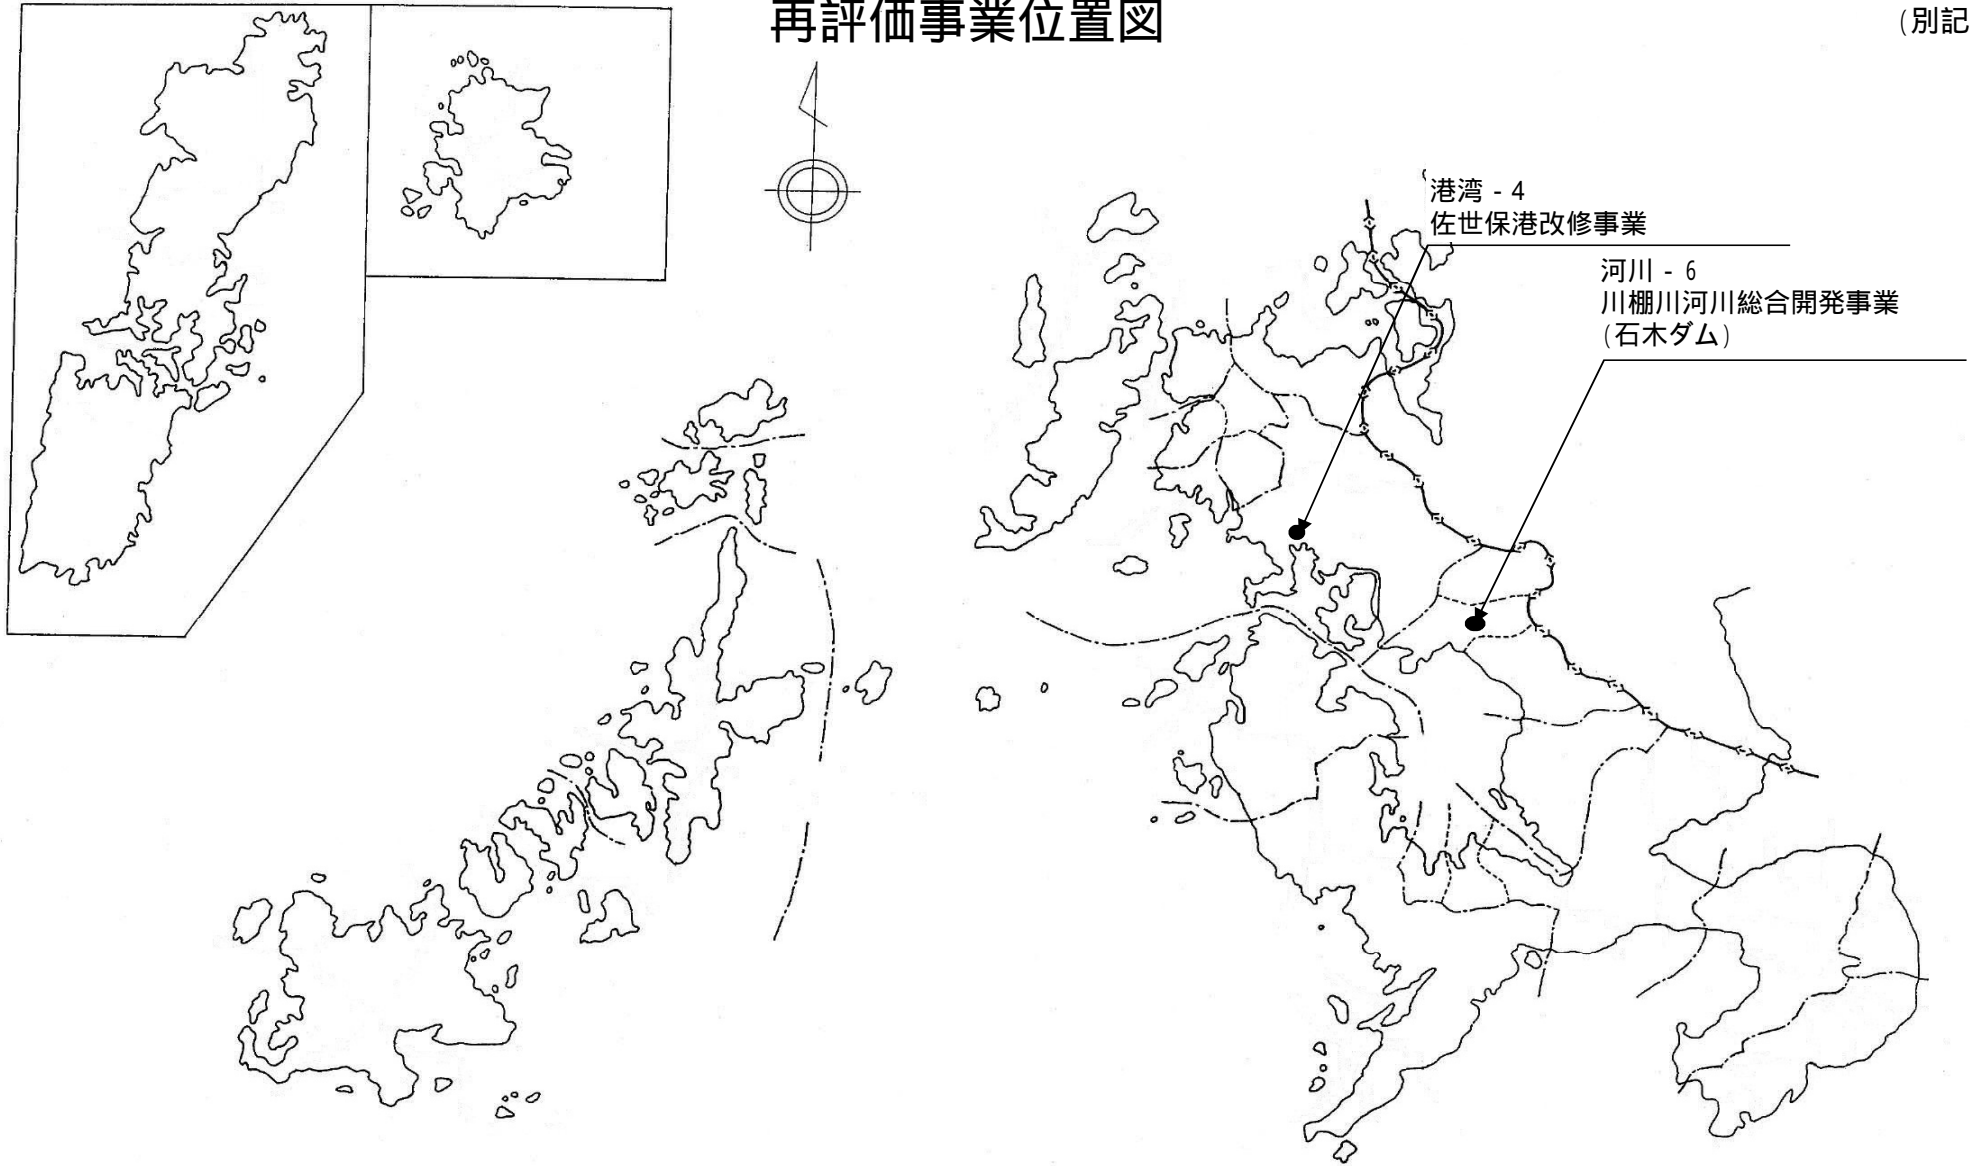 再評価事業位置図
(別記
港湾 - 4
佐世保港改修事業
河川 - 6
川棚川河川総合開発事業
(石木ダム)